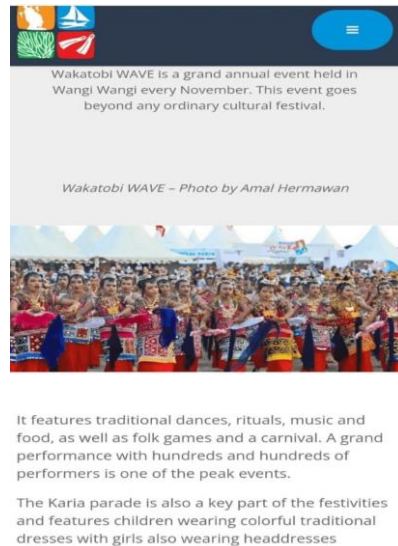 Wakatobi WAVE is a grand annual event held in
Wangi Wangi every November. This event goes
beyond any ordinary cultural festival.
Wakatobi WAVE – Photo by Amal Hermawan
It features traditional dances, rituals, music and
food, as well as folk games and a carnival. A grand
performance with hundreds and hundreds of
performers is one of the peak events.
The Karia parade is also a key part of the festivities
and features children wearing colorful traditional
dresses with girls also wearing headdresses